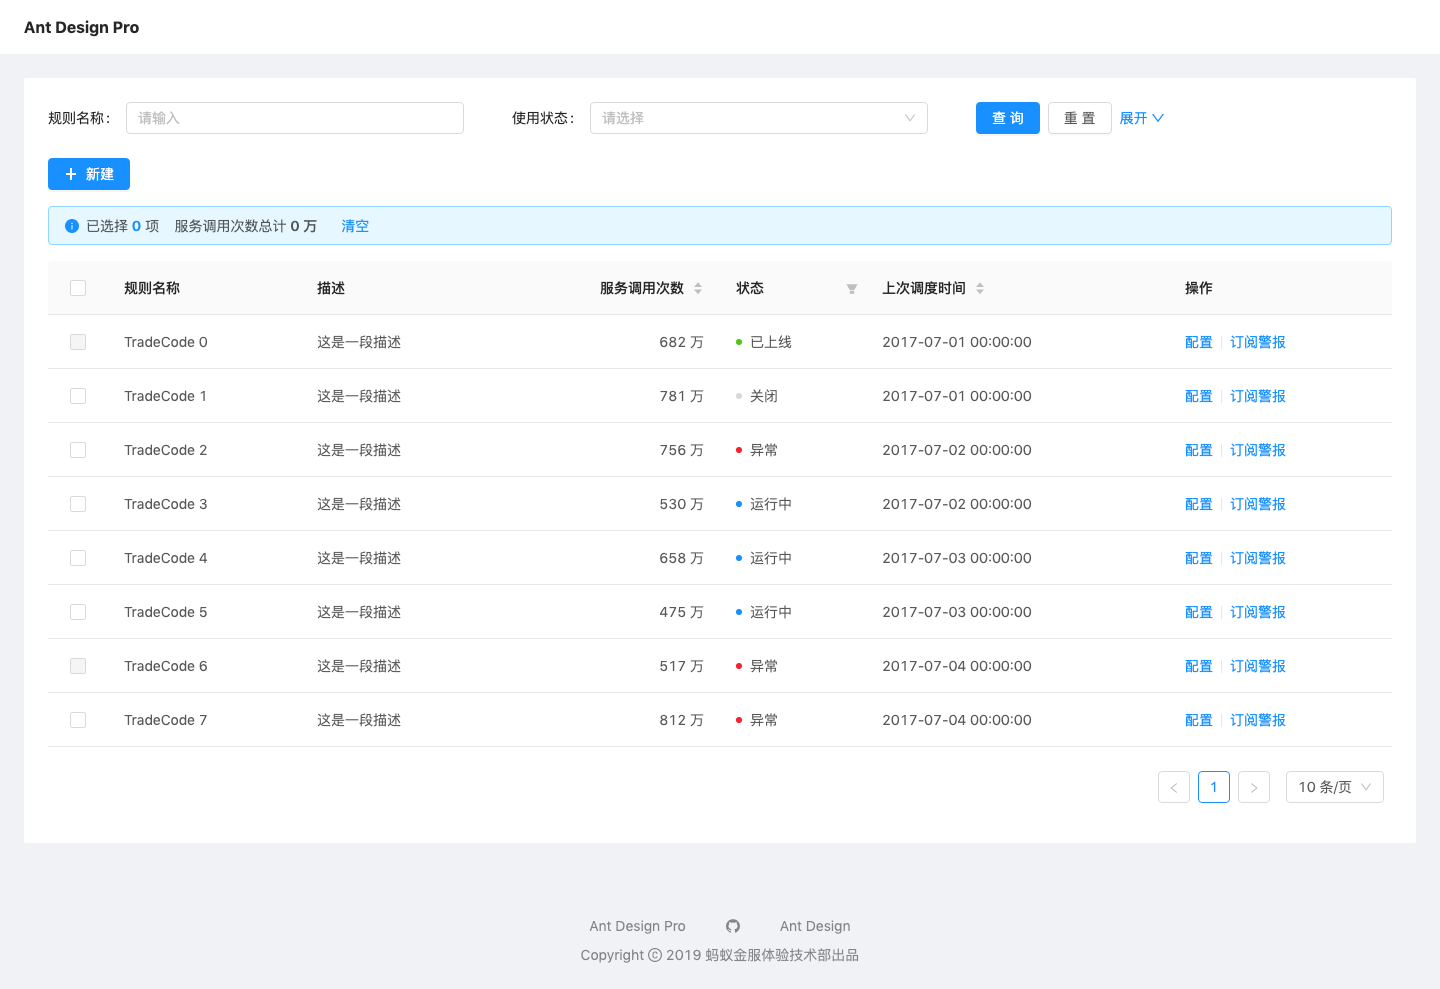 Ant Design Pro
规则名称： 请输入 使用状态： 请选择 查 询 重 置 展开
新建
已选择 0 项 服务调用次数总计 0 万 清空
规则名称 描述 服务调用次数 状态 上次调度时间 操作
TradeCode 0 这是一段描述 682 万 已上线 2017-07-01 00:00:00 配置 订阅警报
TradeCode 1 这是一段描述 781 万 关闭 2017-07-01 00:00:00 配置 订阅警报
TradeCode 2 这是一段描述 756 万 异常 2017-07-02 00:00:00 配置 订阅警报
TradeCode 3 这是一段描述 530 万 运行中 2017-07-02 00:00:00 配置 订阅警报
TradeCode 4 这是一段描述 658 万 运行中 2017-07-03 00:00:00 配置 订阅警报
TradeCode 5 这是一段描述 475 万 运行中 2017-07-03 00:00:00 配置 订阅警报
TradeCode 6 这是一段描述 517 万 异常 2017-07-04 00:00:00 配置 订阅警报
TradeCode 7 这是一段描述 812 万 异常 2017-07-04 00:00:00 配置 订阅警报
1 10 条/页
Ant Design Pro Ant Design
Copyright © 2019 蚂蚁金服体验技术部出品